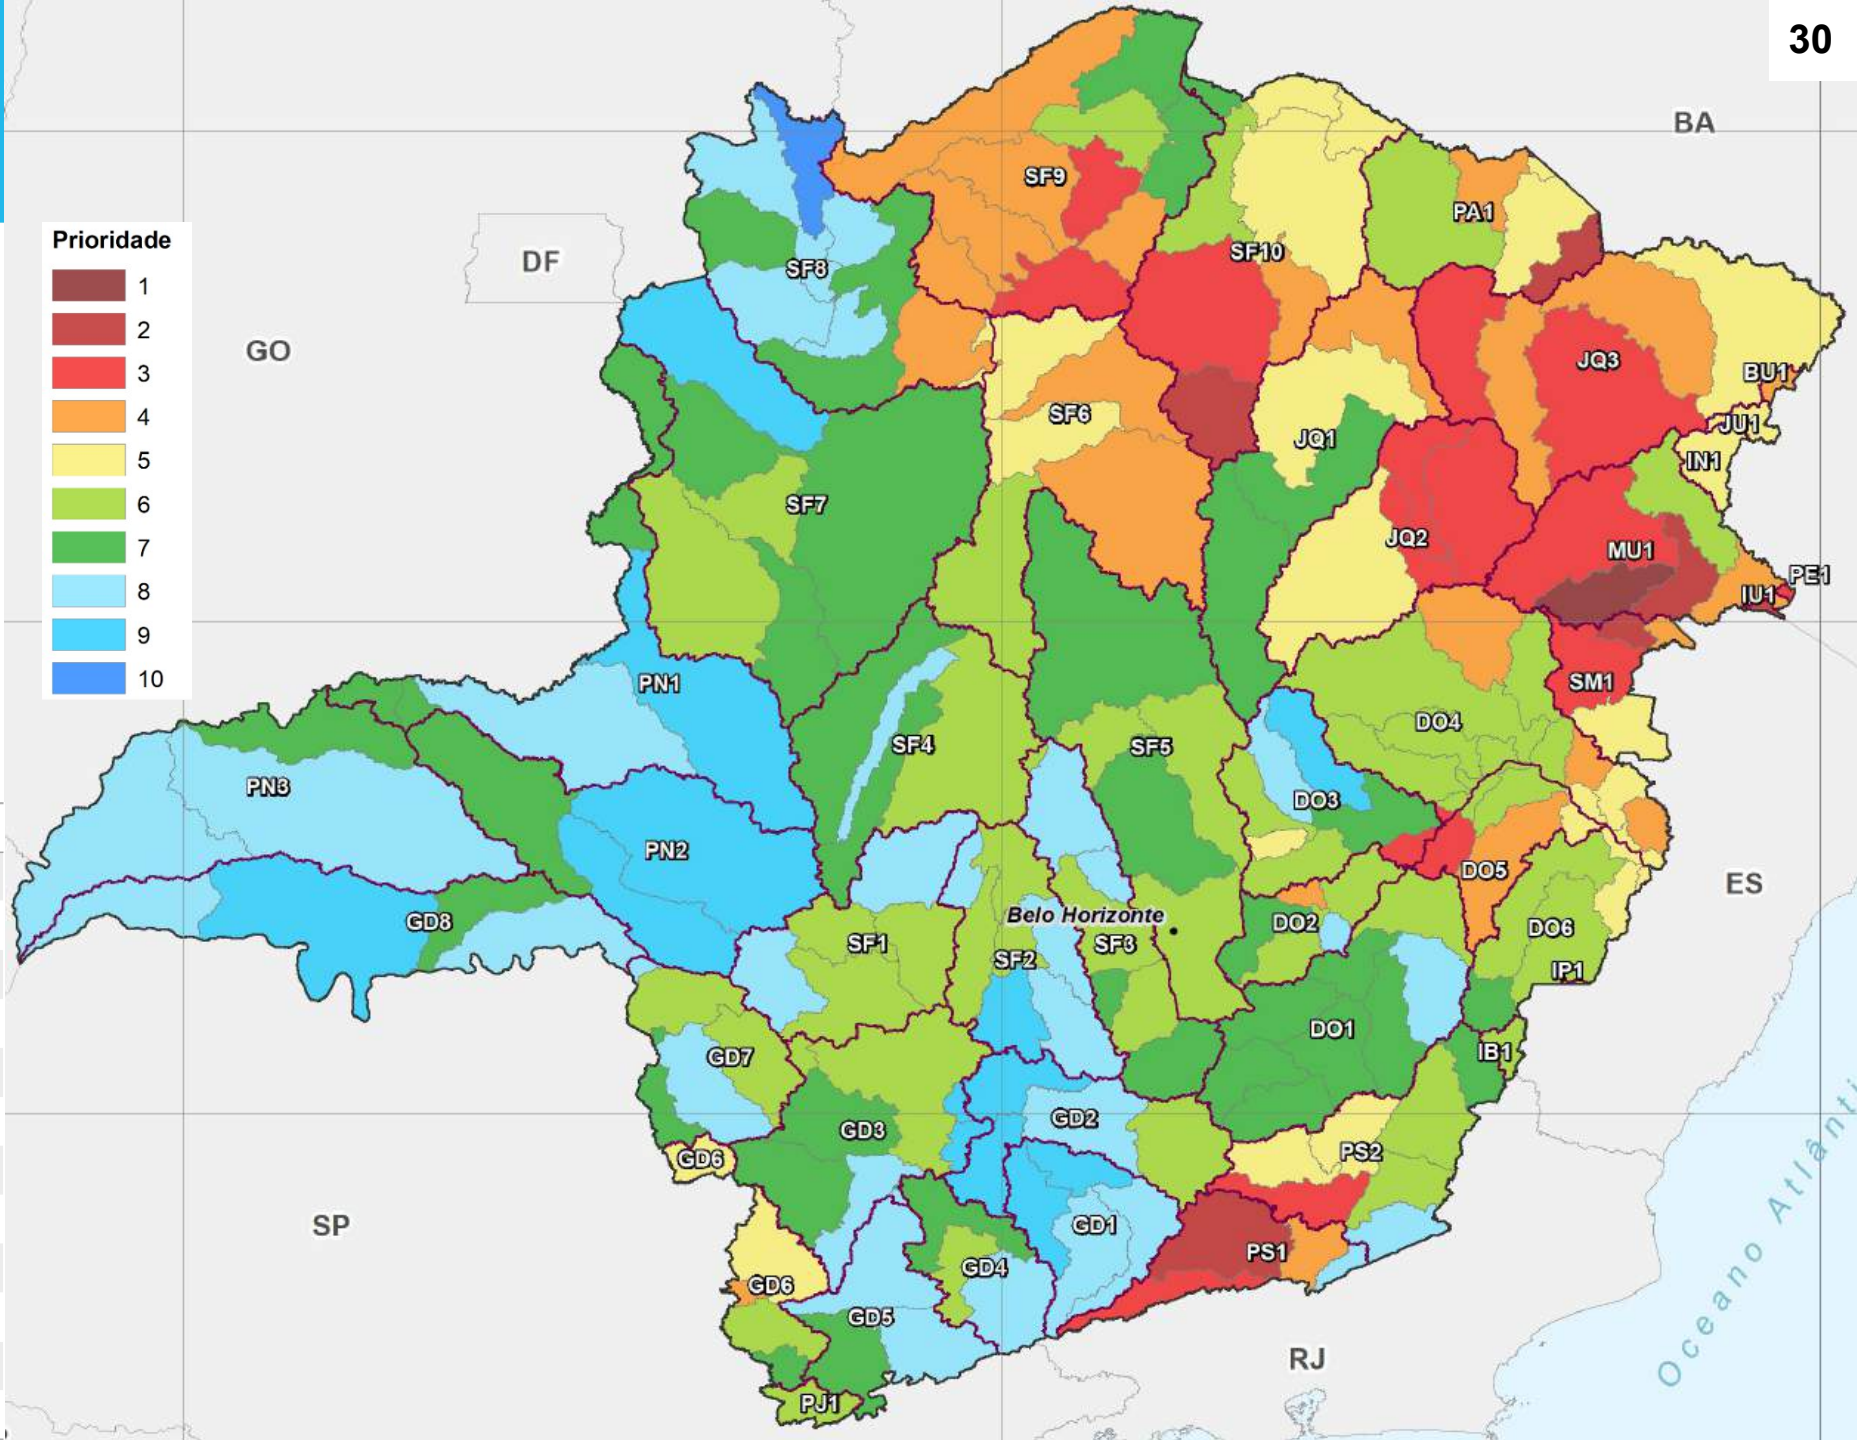 30
BA
Prioridade
1
2
3
4
5
6
7
8
9
10
DF
GO
SP
RJ
ES
SF9
SF10
PA1
SF8
JQ3
BU1
JU1
IN1
SF6
JQ1
SF7
JQ2
MU1
PE1
IU1
SM1
PN1
DO4
SF4
SF5
PN3
DO3
PN2
DO5
GD8
Belo Horizonte
SF1
SF2
SF3
DO2
DO6
IP1
DO1
IB1
GD7
GD2
GD3
PS2
GD6
GD1
PS1
GD4
GD6
GD5
PJ1